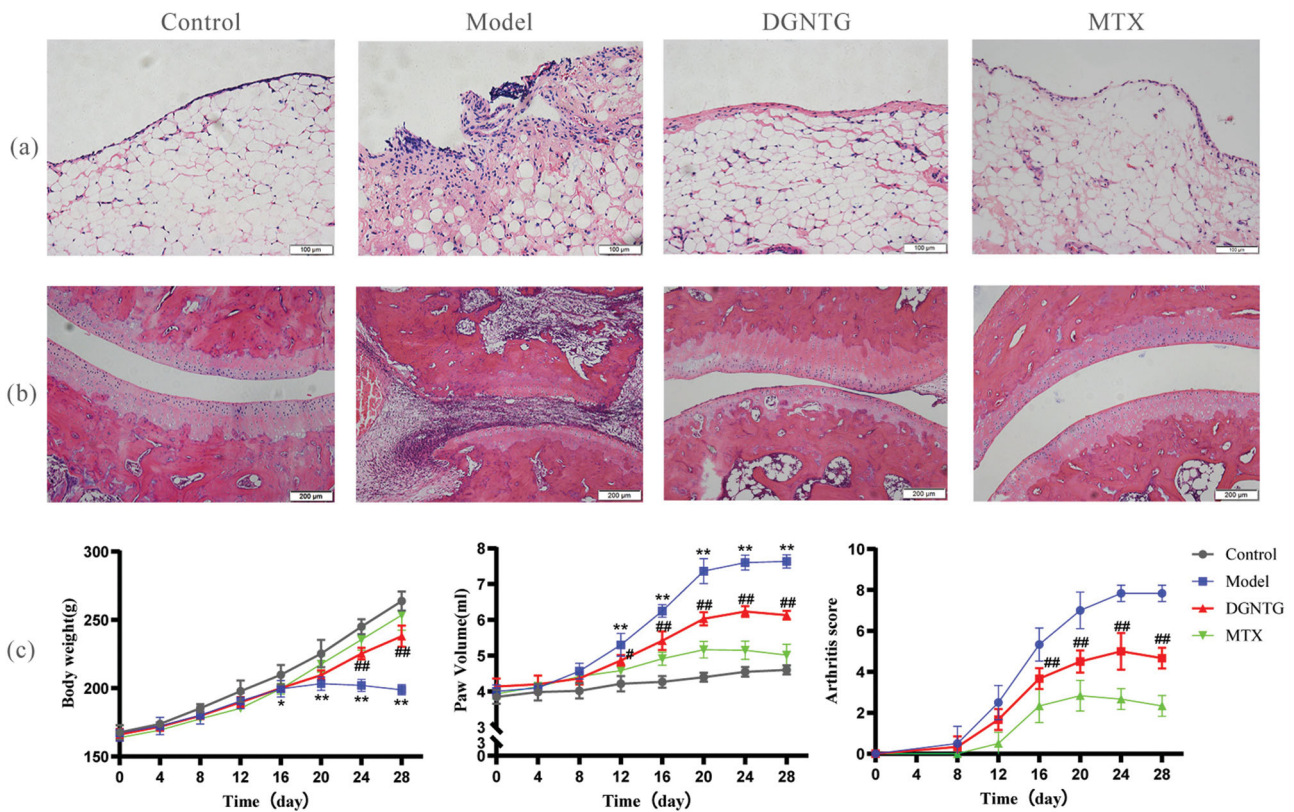 Control Model DGNTG MTX
(a)
100 μm 100 μm 100 μm 100 μm
(b)
200 μm 200 μm 200 μm 200 μm
(c)
Body weight(g)
300
250
200
150
0 4 8 12 16 20 24 28
Time (day)
* ** ** **
## ##
Paw Volume(ml)
8
7
6
5
4
3
3
0
0 4 8 12 16 20 24 28
Time (day)
** ** ** ** **
# ## ## ## ##
Arthritis score
10
8
6
4
2
0
0 4 8 12 16 20 24 28
Time (day)
## ## ## ##
Control
Model
DGNTG
MTX